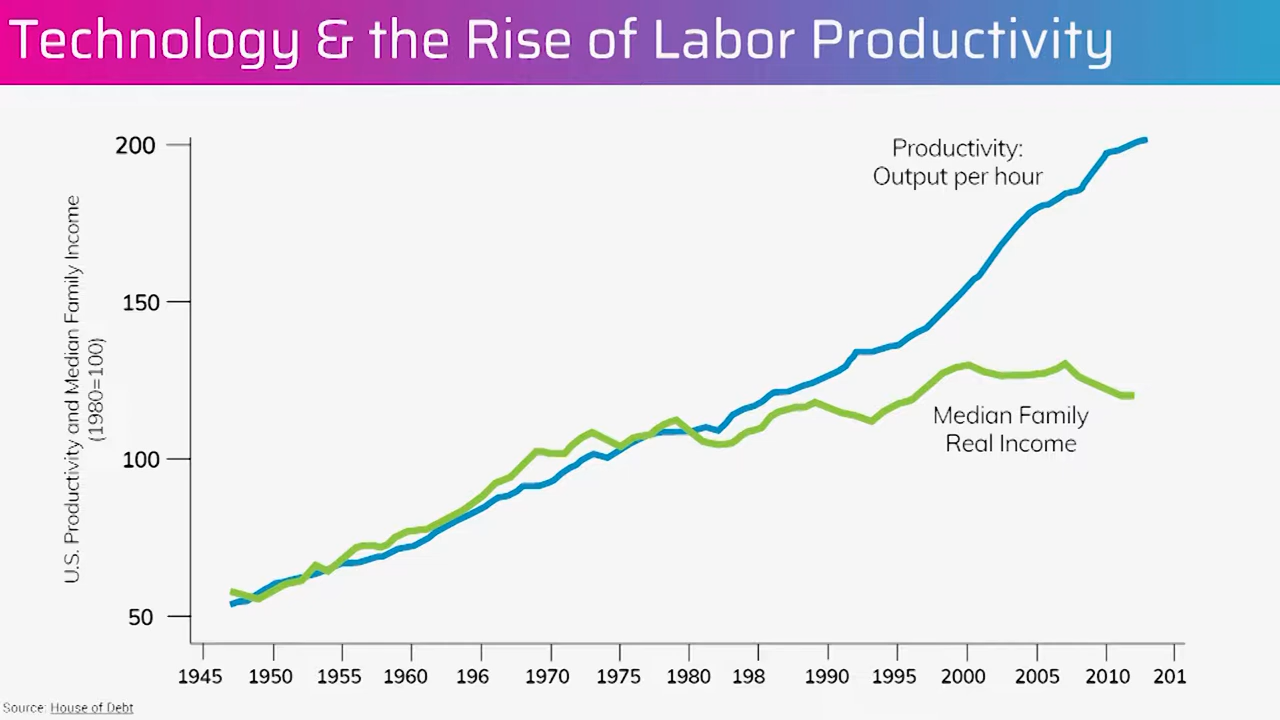 Technology & the Rise of Labor Productivity
200
150
100
50
U.S. Productivity and Median Family Income
(1980=100)
Productivity:
Output per hour
Median Family
Real Income
1945 1950 1955 1960 196 1970 1975 1980 198 1990 1995 2000 2005 2010 201
Source: House of Debt